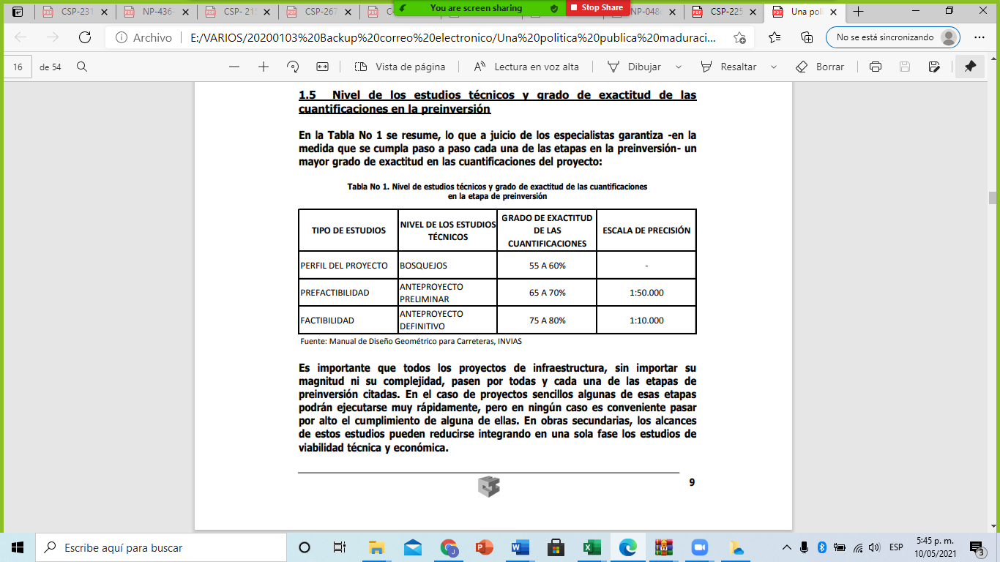 CSP-231
NP-436-
CSP- 21
CSP-267
You are screen sharing
Stop Share
NP-048
CSP-225
Una poli
Archivo
E:/VARIOS/20200103%20Backup%20correo%20electronico/Una%20politica%20publica%20maduraci...
No se está sincronizando
16 de 54
Vista de página
Lectura en voz alta
Dibujar
Resaltar
Borrar
1.5 Nivel de los estudios técnicos y grado de exactitud de las
cuantificaciones en la preinversión
En la Tabla No 1 se resume, lo que a juicio de los especialistas garantiza -en la
medida que se cumpla paso a paso cada una de las etapas en la preinversión- un
mayor grado de exactitud en las cuantificaciones del proyecto:
Tabla No 1. Nivel de estudios técnicos y grado de exactitud de las cuantificaciones
en la etapa de preinversión
TIPO DE ESTUDIOS
NIVEL DE LOS ESTUDIOS
TÉCNICOS
GRADO DE EXACTITUD
DE LAS
CUANTIFICACIONES
ESCALA DE PRECISIÓN
PERFIL DEL PROYECTO
BOSQUEJOS
55 A 60%
-
PREFACTIBILIDAD
ANTEPROYECTO
PRELIMINAR
65 A 70%
1:50.000
FACTIBILIDAD
ANTEPROYECTO
DEFINITIVO
75 A 80%
1:10.000
Fuente: Manual de Diseño Geométrico para Carreteras, INVIAS
Es importante que todos los proyectos de infraestructura, sin importar su
magnitud ni su complejidad, pasen por todas y cada una de las etapas de
preinversión citadas. En el caso de proyectos sencillos algunas de esas etapas
podrán ejecutarse muy rápidamente, pero en ningún caso es conveniente pasar
por alto el cumplimiento de alguna de ellas. En obras secundarias, los alcances
de estos estudios pueden reducirse integrando en una sola fase los estudios de
viabilidad técnica y económica.
9
Escribe aquí para buscar
ESP
5:45 p. m.
10/05/2021
3